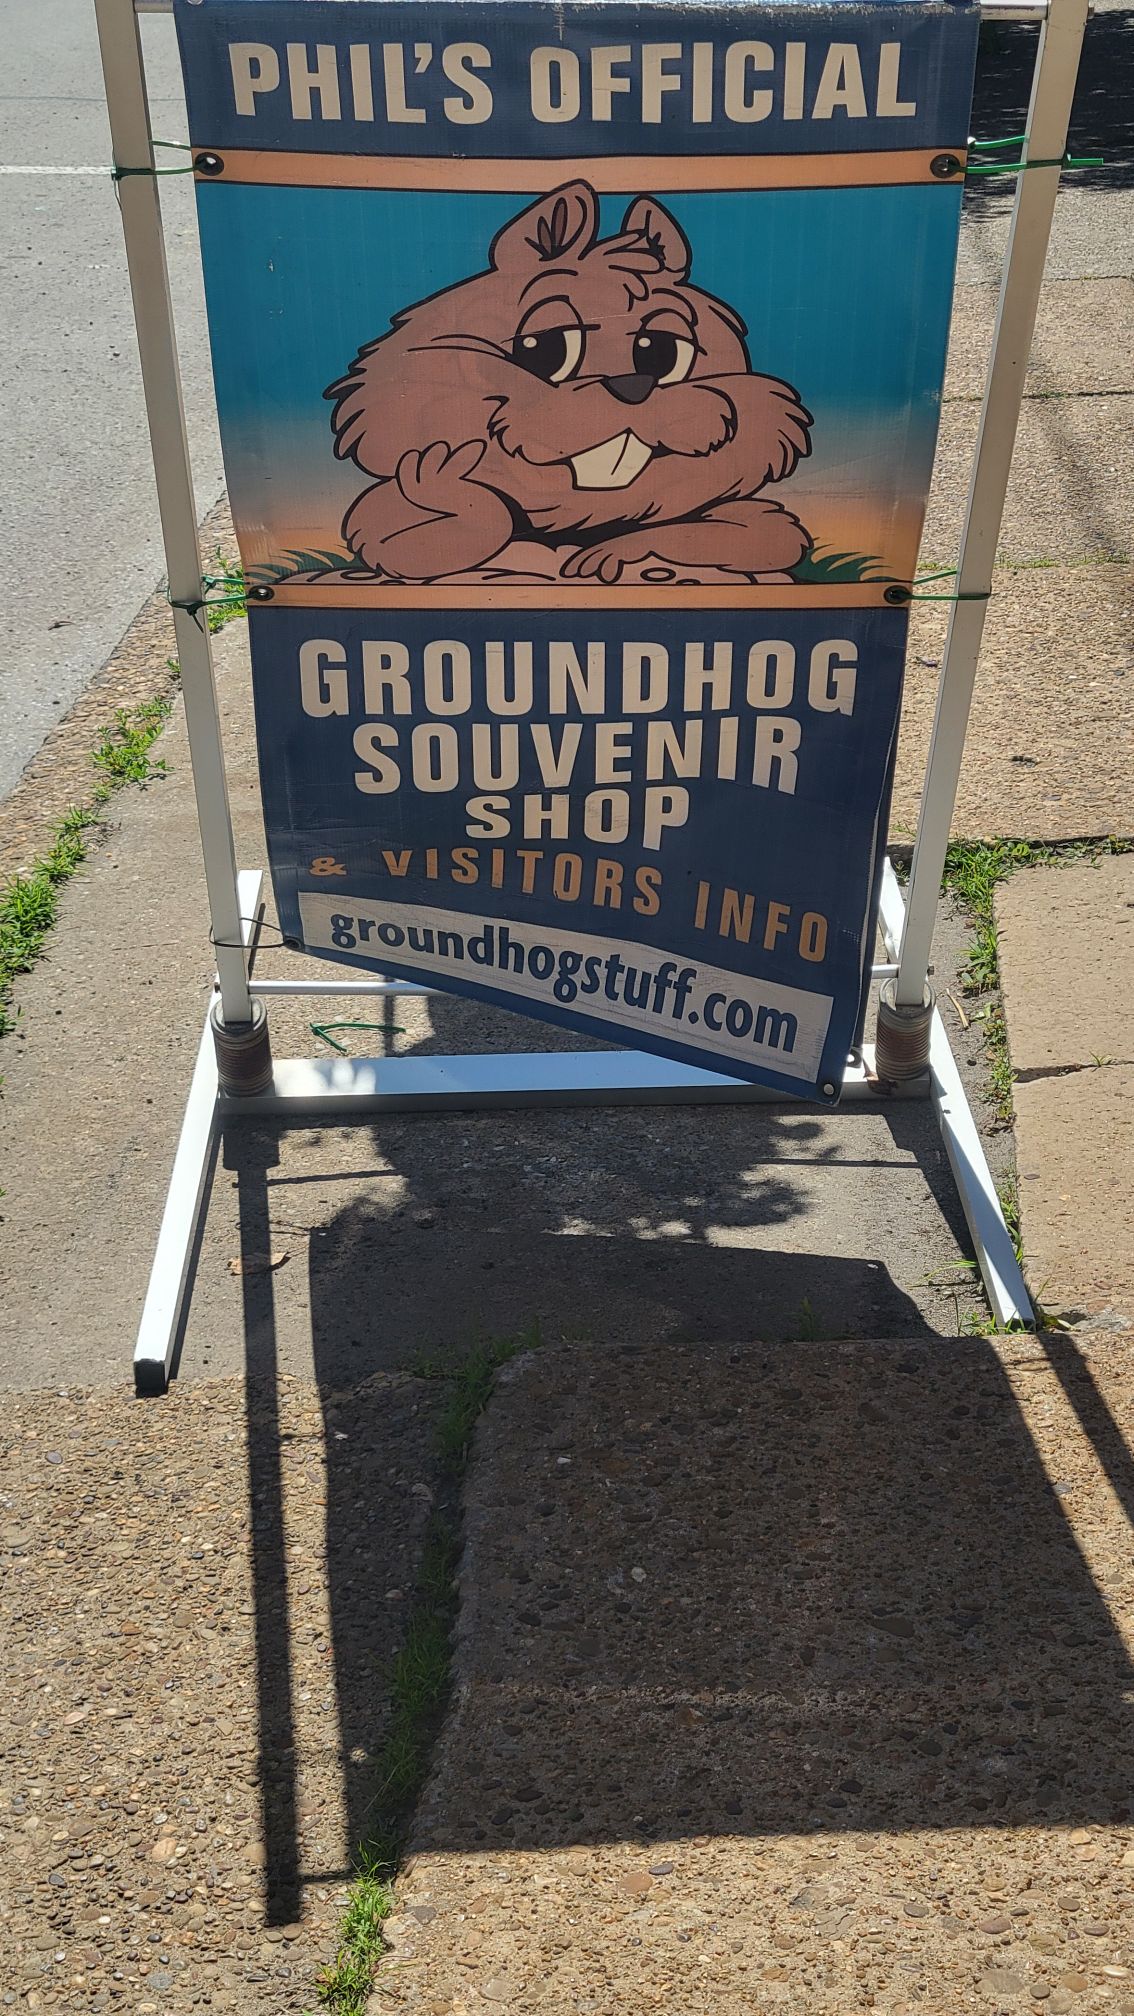 PHIL'S OFFICIAL
GROUNDHOG
SOUVENIR
SHOP
& VISITORS INFO
groundhogstuff.com